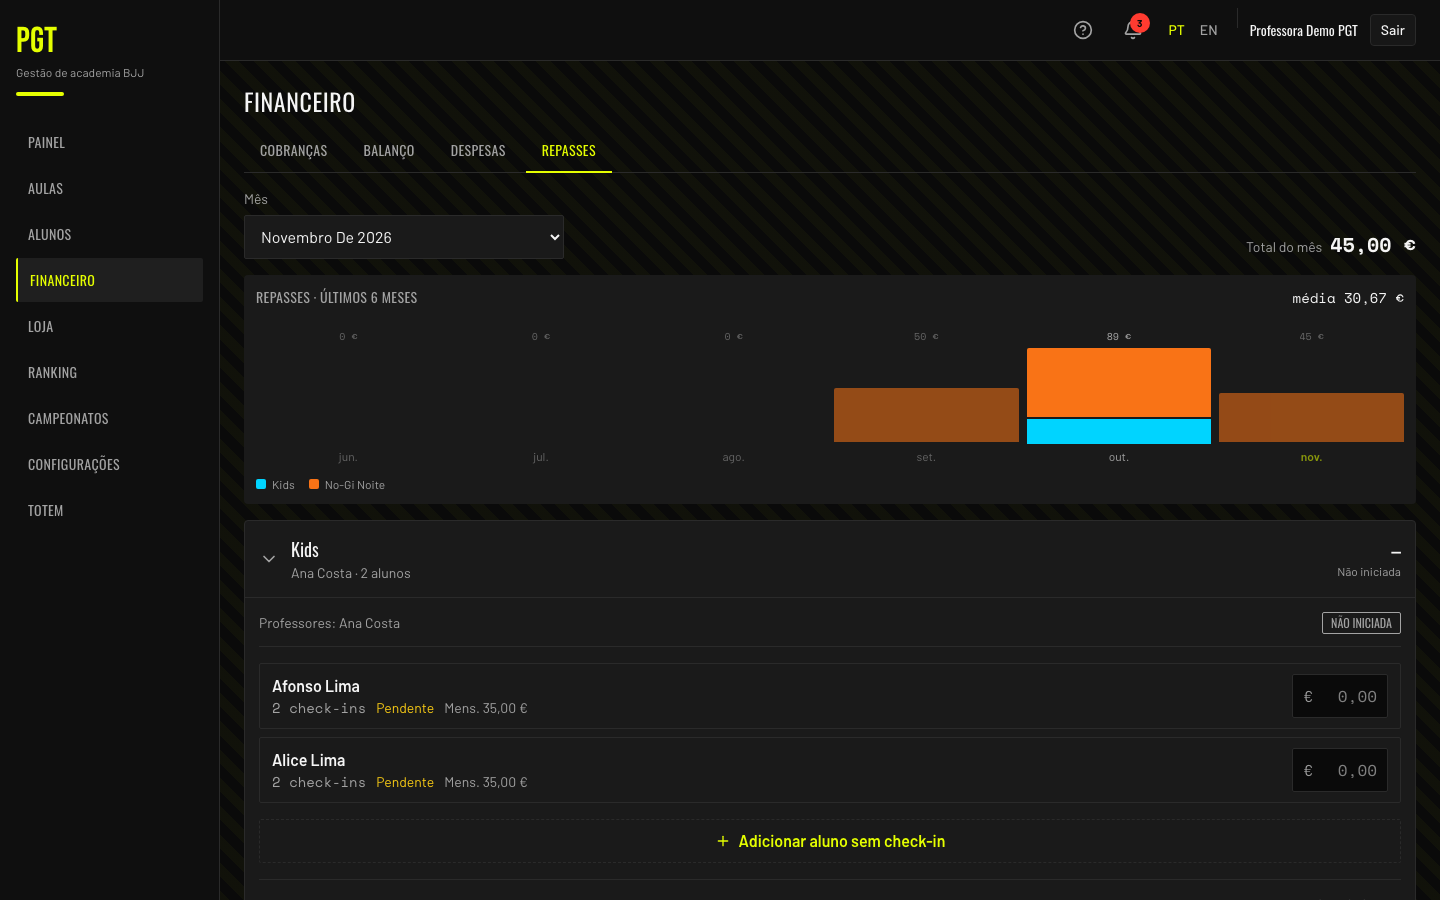 PGT
Gestão de academia BJJ
PAINEL
AULAS
ALUNOS
FINANCEIRO
LOJA
RANKING
CAMPEONATOS
CONFIGURAÇÕES
TOTEM
3
PT EN
Professora Demo PGT
Sair
FINANCEIRO
COBRANÇAS BALANÇO DESPESAS REPASSES
Mês
Novembro De 2026
Total do mês 45,00 €
REPASSES · ÚLTIMOS 6 MESES
média 30,67 €
0 € 0 € 0 € 50 € 89 € 45 €
jun. jul. ago. set. out. nov.
Kids No-Gi Noite
Kids
Ana Costa · 2 alunos
–
Não iniciada
Professores: Ana Costa
NÃO INICIADA
Afonso Lima
2 check-ins Pendente Mens. 35,00 €
€ 0,00
Alice Lima
2 check-ins Pendente Mens. 35,00 €
€ 0,00
+ Adicionar aluno sem check-in